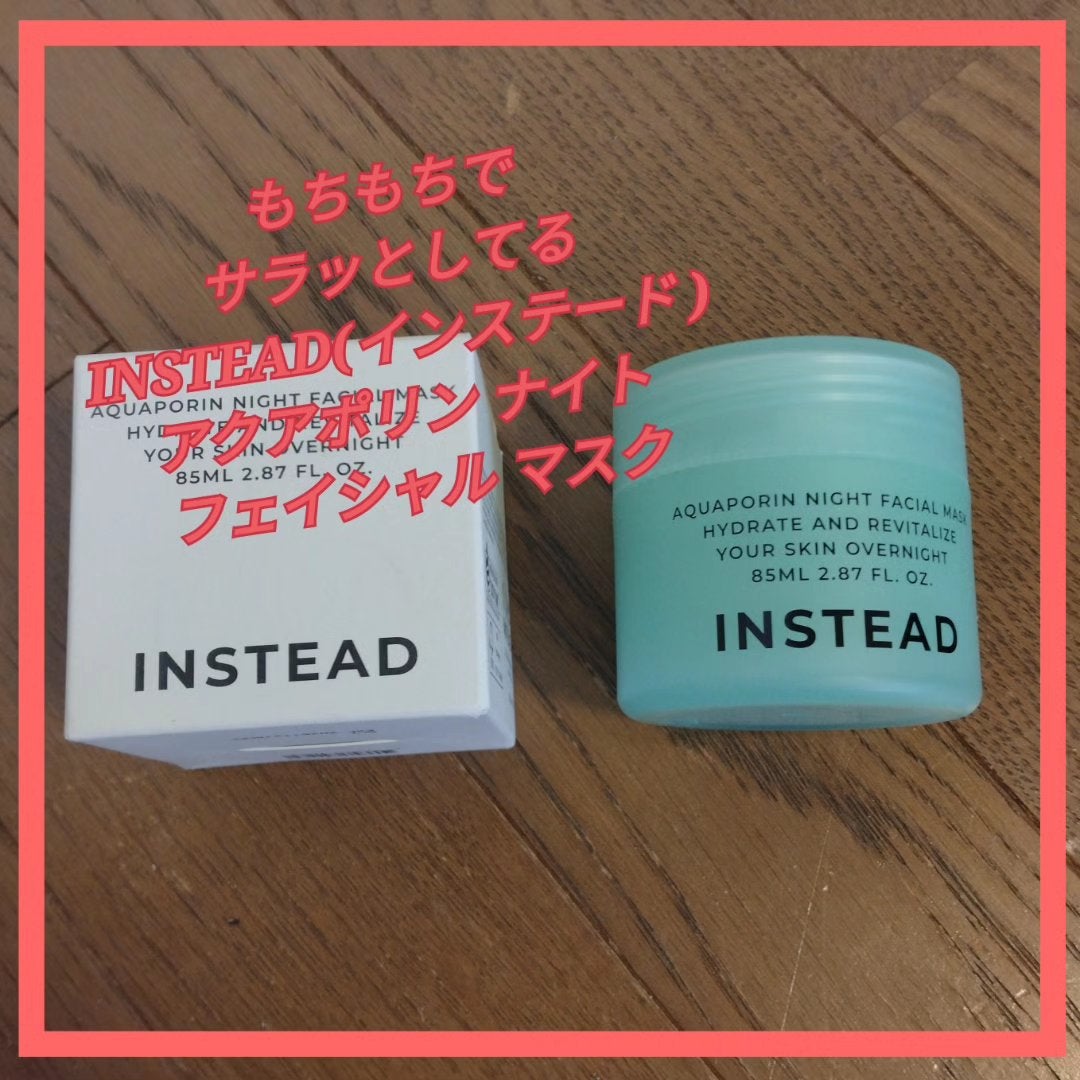 もちもちで
サラッとしてる
INSTEAD(インステード)
アクアポリン ナイト
フェイシャル マスク
AQUAPORIN NIGHT FACIAL MASK
HYDRATE AND REVITALIZE
YOUR SKIN OVERNIGHT
85ML 2.87 FL. OZ.
INSTEAD
AQUAPORIN NIGHT FACIAL MASK
HYDRATE AND REVITALIZE
YOUR SKIN OVERNIGHT
85ML 2.87 FL. OZ.
INSTEAD